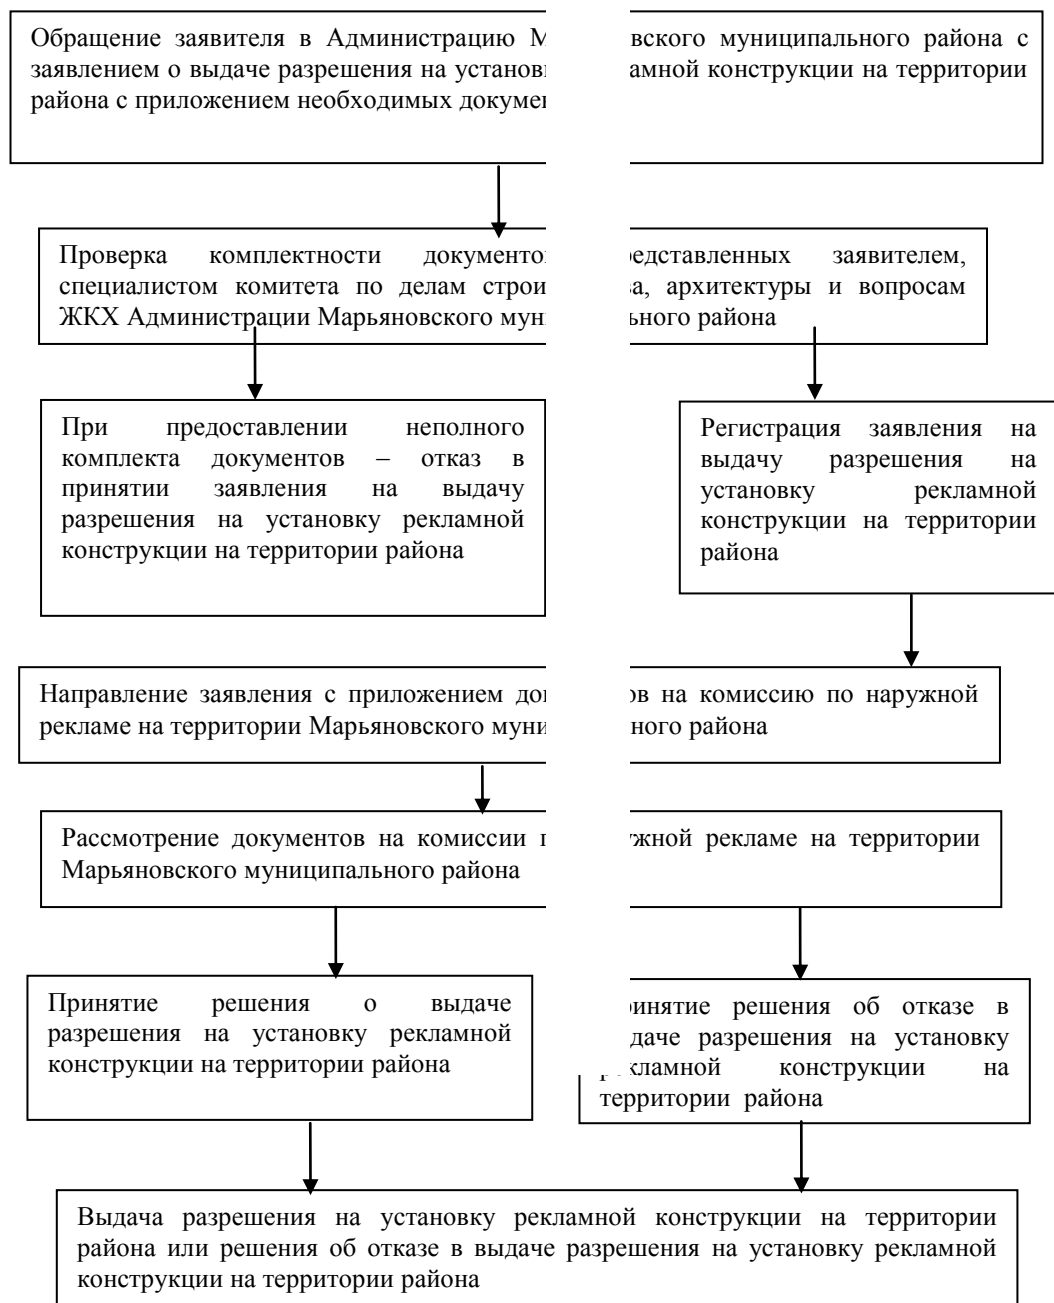 Обращение заявителя в Администрацию М вского муниципального района с
заявлением о выдаче разрешения на установ амной конструкции на территории
района с приложением необходимых докуме
Проверка комплектности документо едставленных заявителем,
специалистом комитета по делам строи ва, архитектуры и вопросам
ЖКХ Администрации Марьяновского мун ьного района
При предоставлении неполного
комплекта документов – отказ в
принятии заявления на выдачу
разрешения на установку рекламной
конструкции на территории района
Регистрация заявления на
выдачу разрешения на
установку рекламной
конструкции на территории
района
Направление заявления с приложением до ов на комиссию по наружной
рекламе на территории Марьяновского муни ного района
Рассмотрение документов на комиссии ужной рекламе на территории
Марьяновского муниципального района
Принятие решения о выдаче
разрешения на установку рекламной
конструкции на территории района
ринятие решения об отказе в
даче разрешения на установку
кламной конструкции на
территории района
Выдача разрешения на установку рекламной конструкции на территории
района или решения об отказе в выдаче разрешения на установку рекламной
конструкции на территории района